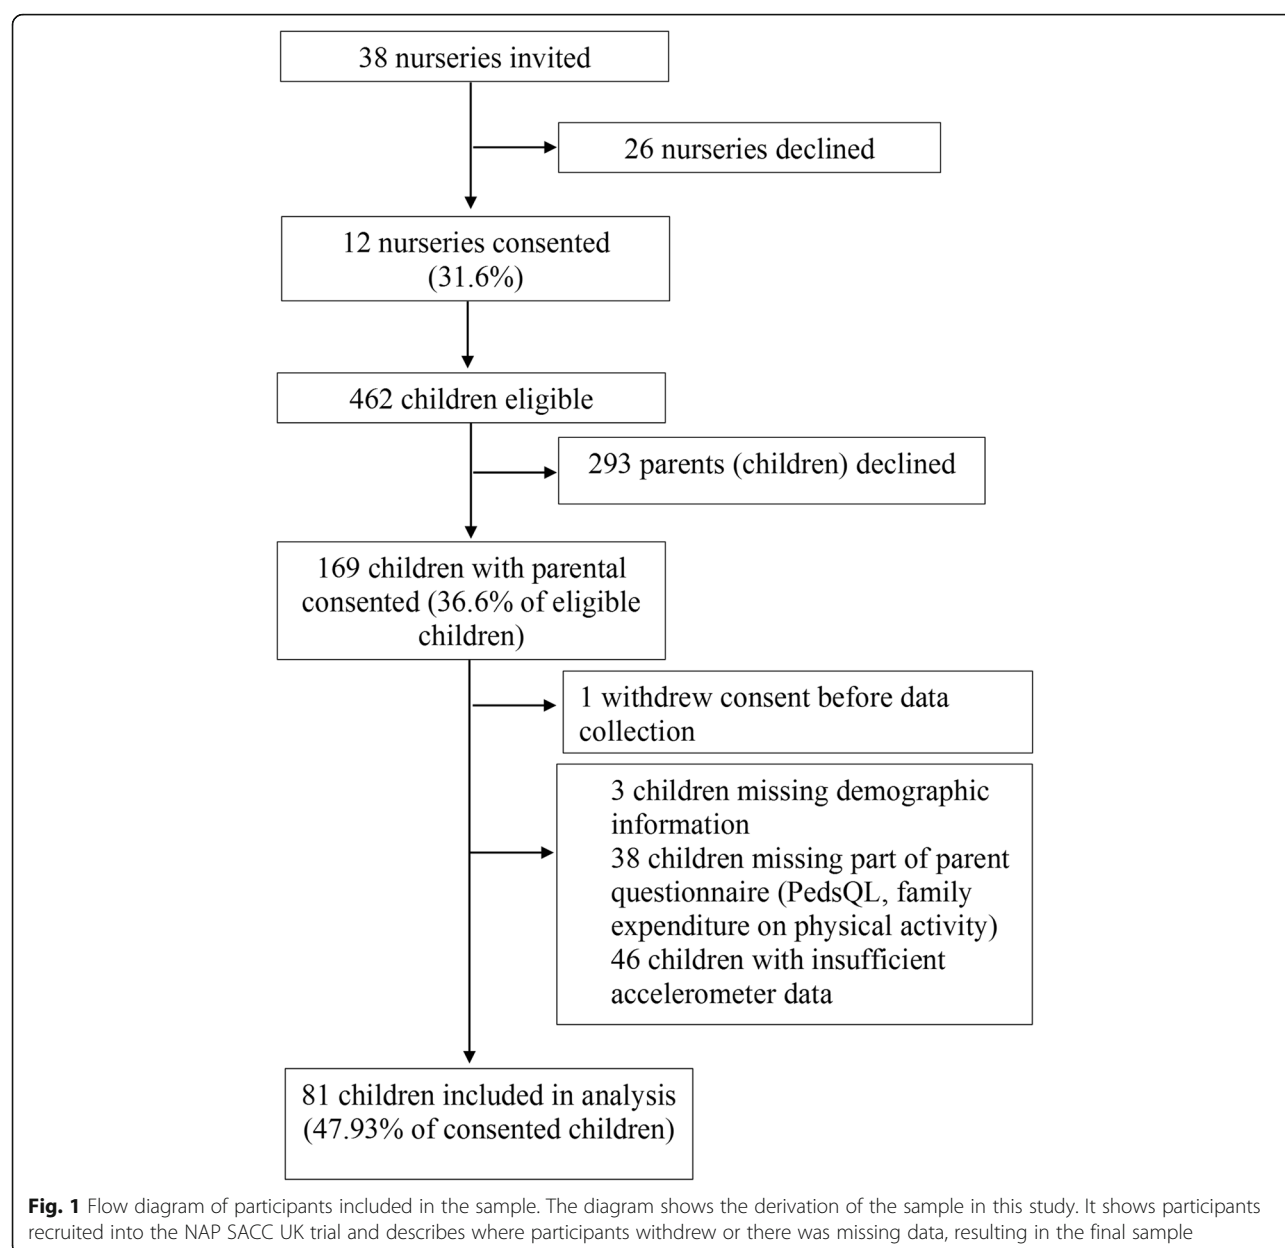 38 nurseries invited
26 nurseries declined
12 nurseries consented
(31.6%)
462 children eligible
293 parents (children) declined
169 children with parental
consented (36.6% of eligible
children)
1 withdrew consent before data
collection
3 children missing demographic
information
38 children missing part of parent
questionnaire (PedsQL, family
expenditure on physical activity)
46 children with insufficient
accelerometer data
81 children included in analysis
(47.93% of consented children)
Fig. 1 Flow diagram of participants included in the sample. The diagram shows the derivation of the sample in this study. It shows participants
recruited into the NAP SACC UK trial and describes where participants withdrew or there was missing data, resulting in the final sample